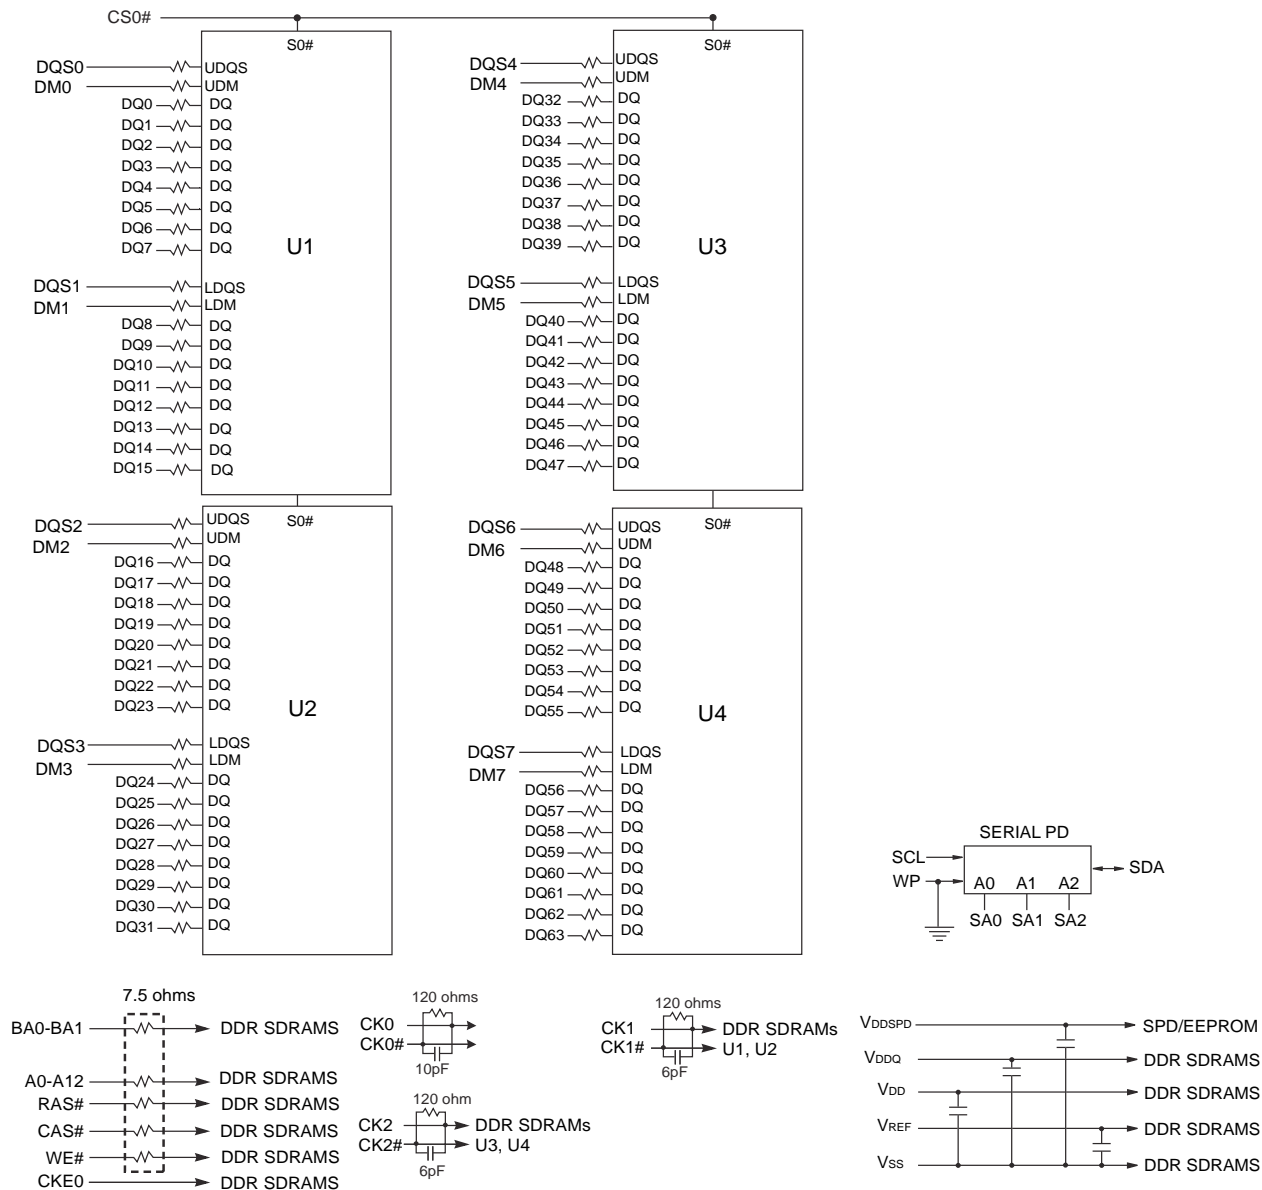 CS0#
S0#
DQS0 UDQS
DM0 UDM
DQ0 DQ
DQ1 DQ
DQ2 DQ
DQ3 DQ
DQ4 DQ
DQ5 DQ
DQ6 DQ
DQ7 DQ
U1
DQS1 LDQS
DM1 LDM
DQ8 DQ
DQ9 DQ
DQ10 DQ
DQ11 DQ
DQ12 DQ
DQ13 DQ
DQ14 DQ
DQ15 DQ
S0#
DQS4 UDQS
DM4 UDM
DQ32 DQ
DQ33 DQ
DQ34 DQ
DQ35 DQ
DQ36 DQ
DQ37 DQ
DQ38 DQ
DQ39 DQ
U3
DQS5 LDQS
DM5 LDM
DQ40 DQ
DQ41 DQ
DQ42 DQ
DQ43 DQ
DQ44 DQ
DQ45 DQ
DQ46 DQ
DQ47 DQ
S0#
DQS2 UDQS
DM2 UDM
DQ16 DQ
DQ17 DQ
DQ18 DQ
DQ19 DQ
DQ20 DQ
DQ21 DQ
DQ22 DQ
DQ23 DQ
U2
DQS3 LDQS
DM3 LDM
DQ24 DQ
DQ25 DQ
DQ26 DQ
DQ27 DQ
DQ28 DQ
DQ29 DQ
DQ30 DQ
DQ31 DQ
S0#
DQS6 UDQS
DM6 UDM
DQ48 DQ
DQ49 DQ
DQ50 DQ
DQ51 DQ
DQ52 DQ
DQ53 DQ
DQ54 DQ
DQ55 DQ
U4
DQS7 LDQS
DM7 LDM
DQ56 DQ
DQ57 DQ
DQ58 DQ
DQ59 DQ
DQ60 DQ
DQ61 DQ
DQ62 DQ
DQ63 DQ
SERIAL PD
SCL
WP
A0 A1 A2
SDA
SA0 SA1 SA2
7.5 ohms
BA0-BA1 DDR SDRAMS
A0-A12 DDR SDRAMS
RAS# DDR SDRAMS
CAS# DDR SDRAMS
WE# DDR SDRAMS
CKE0 DDR SDRAMS
120 ohms
CK0
CK0#
10pF
120 ohm
CK2 DDR SDRAMs
CK2# U3, U4
6pF
120 ohms
CK1 DDR SDRAMs
CK1# U1, U2
6pF
VDDSPD SPD/EEPROM
VDDQ DDR SDRAMS
VDD DDR SDRAMS
VREF DDR SDRAMS
VSS DDR SDRAMS